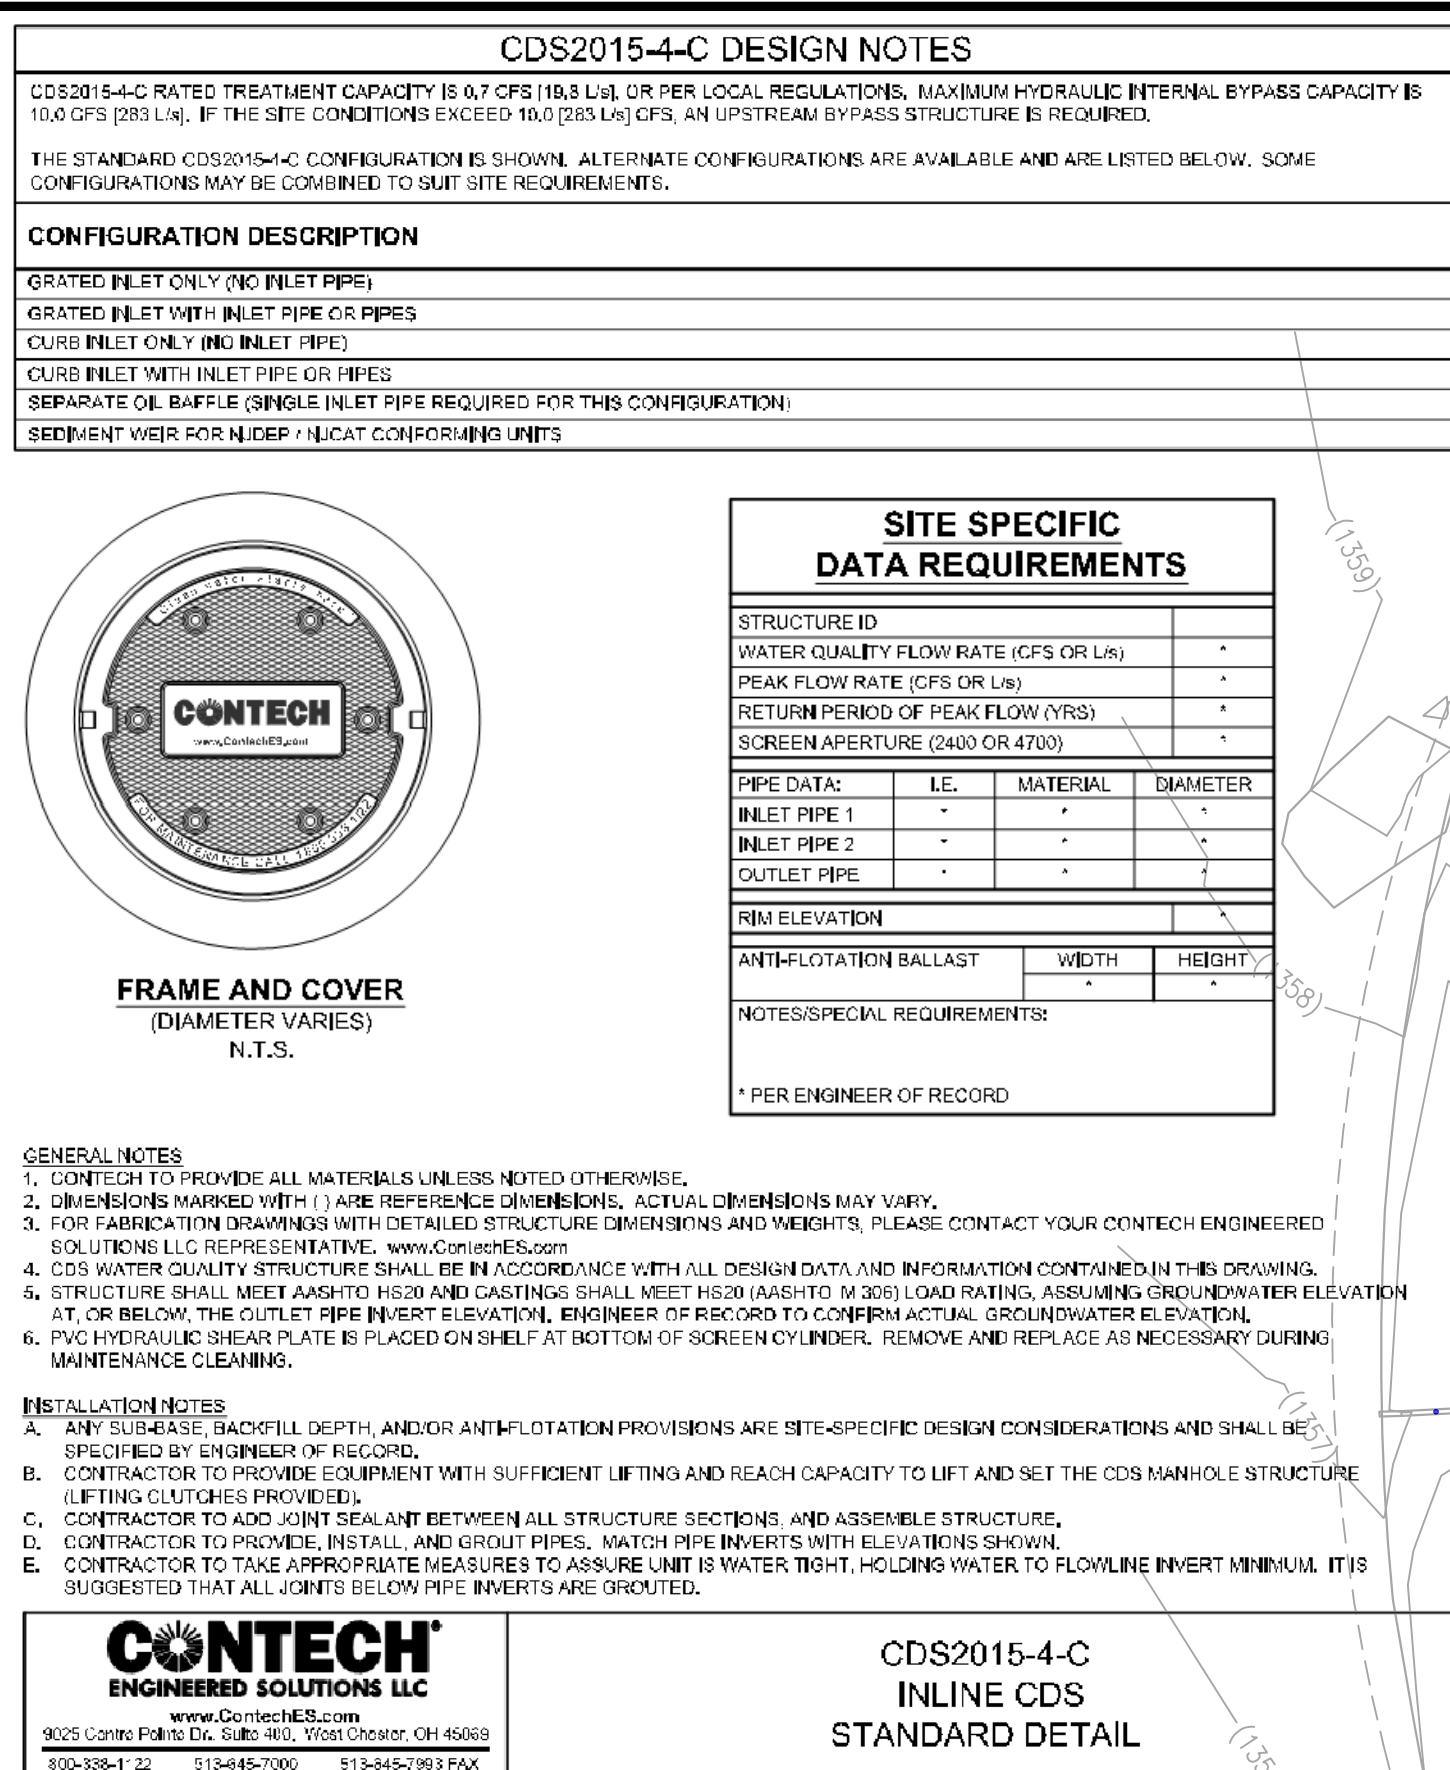 CDS2015-4-C DESIGN NOTES
CDS2015-4-C RATED TREATMENT CAPACITY IS 0.7 CFS [19.8 L/s], OR PER LOCAL REGULATIONS. MAXIMUM HYDRAULIC INTERNAL BYPASS CAPACITY IS
10.0 CFS [283 L/s]. IF THE SITE CONDITIONS EXCEED 10.0 [283 L/s] CFS, AN UPSTREAM BYPASS STRUCTURE IS REQUIRED.
THE STANDARD CDS2015-4-C CONFIGURATION IS SHOWN. ALTERNATE CONFIGURATIONS ARE AVAILABLE AND ARE LISTED BELOW. SOME
CONFIGURATIONS MAY BE COMBINED TO SUIT SITE REQUIREMENTS.
CONFIGURATION DESCRIPTION
GRATED INLET ONLY (NO INLET PIPE)
GRATED INLET WITH INLET PIPE OR PIPES
CURB INLET ONLY (NO INLET PIPE)
CURB INLET WITH INLET PIPE OR PIPES
SEPARATE OIL BAFFLE (SINGLE INLET PIPE REQUIRED FOR THIS CONFIGURATION)
SEDIMENT WEIR FOR NJDEP / NJCAT CONFORMING UNITS
CONTECH
www.ContechES.com
FOR MAINTENANCE CALL
FRAME AND COVER
(DIAMETER VARIES)
N.T.S.
SITE SPECIFIC
DATA REQUIREMENTS
STRUCTURE ID
WATER QUALITY FLOW RATE (CFS OR L/s) *
PEAK FLOW RATE (CFS OR L/s) *
RETURN PERIOD OF PEAK FLOW (YRS) *
SCREEN APERTURE (2400 OR 4700) *
PIPE DATA: I.E. MATERIAL DIAMETER
INLET PIPE 1 * * *
INLET PIPE 2 * * *
OUTLET PIPE * * *
RIM ELEVATION *
ANTI-FLOTATION BALLAST WIDTH HEIGHT
* *
NOTES/SPECIAL REQUIREMENTS:
* PER ENGINEER OF RECORD
(1359)
(1358)
GENERAL NOTES
1. CONTECH TO PROVIDE ALL MATERIALS UNLESS NOTED OTHERWISE.
2. DIMENSIONS MARKED WITH ( ) ARE REFERENCE DIMENSIONS. ACTUAL DIMENSIONS MAY VARY.
3. FOR FABRICATION DRAWINGS WITH DETAILED STRUCTURE DIMENSIONS AND WEIGHTS, PLEASE CONTACT YOUR CONTECH ENGINEERED
SOLUTIONS LLC REPRESENTATIVE. www.ContechES.com
4. CDS WATER QUALITY STRUCTURE SHALL BE IN ACCORDANCE WITH ALL DESIGN DATA AND INFORMATION CONTAINED IN THIS DRAWING.
5. STRUCTURE SHALL MEET AASHTO HS20 AND CASTINGS SHALL MEET HS20 (AASHTO M 306) LOAD RATING, ASSUMING GROUNDWATER ELEVATION
AT, OR BELOW, THE OUTLET PIPE INVERT ELEVATION. ENGINEER OF RECORD TO CONFIRM ACTUAL GROUNDWATER ELEVATION.
6. PVC HYDRAULIC SHEAR PLATE IS PLACED ON SHELF AT BOTTOM OF SCREEN CYLINDER. REMOVE AND REPLACE AS NECESSARY DURING
MAINTENANCE CLEANING.
INSTALLATION NOTES
A. ANY SUB-BASE, BACKFILL DEPTH, AND/OR ANTI-FLOTATION PROVISIONS ARE SITE-SPECIFIC DESIGN CONSIDERATIONS AND SHALL BE
SPECIFIED BY ENGINEER OF RECORD.
B. CONTRACTOR TO PROVIDE EQUIPMENT WITH SUFFICIENT LIFTING AND REACH CAPACITY TO LIFT AND SET THE CDS MANHOLE STRUCTURE
(LIFTING CLUTCHES PROVIDED).
C. CONTRACTOR TO ADD JOINT SEALANT BETWEEN ALL STRUCTURE SECTIONS, AND ASSEMBLE STRUCTURE.
D. CONTRACTOR TO PROVIDE, INSTALL, AND GROUT PIPES. MATCH PIPE INVERTS WITH ELEVATIONS SHOWN.
E. CONTRACTOR TO TAKE APPROPRIATE MEASURES TO ASSURE UNIT IS WATER TIGHT, HOLDING WATER TO FLOWLINE INVERT MINIMUM. IT IS
SUGGESTED THAT ALL JOINTS BELOW PIPE INVERTS ARE GROUTED.
(1357)
CONTECH
ENGINEERED SOLUTIONS LLC
www.ContechES.com
9025 Centre Pointe Dr., Suite 400, West Chester, OH 45069
800-338-1122 513-645-7000 513-645-7993 FAX
CDS2015-4-C
INLINE CDS
STANDARD DETAIL